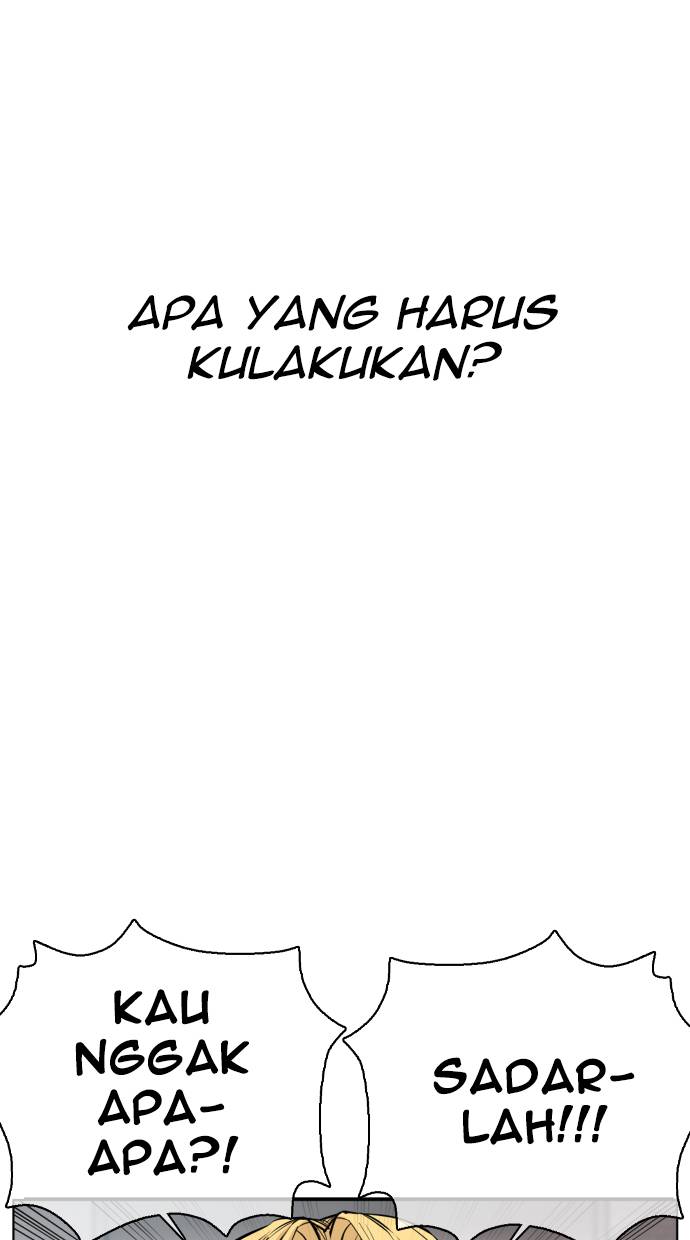 APA YANG HARUS
KULAKUKAN?
KAU
NGGAK
APA-
APA?!
SADAR-
LAH!!!